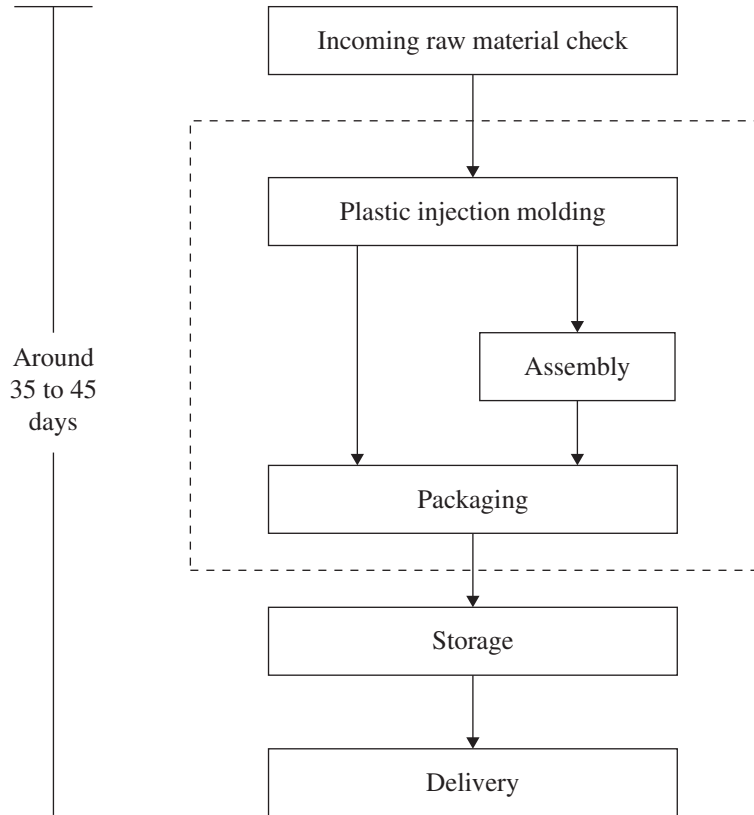 Incoming raw material check
Plastic injection molding
Around
35 to 45
days
Assembly
Packaging
Storage
Delivery